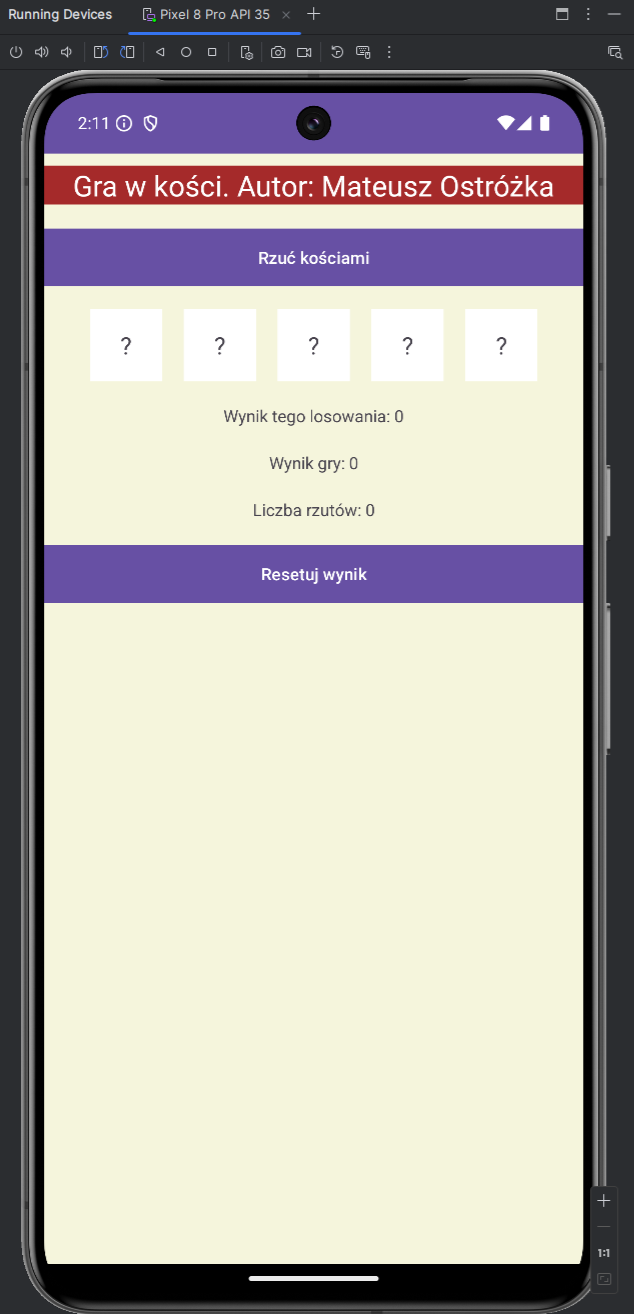 Running Devices Pixel 8 Pro API 35
2:11
Gra w kości. Autor: Mateusz Ostróżka
Rzuć kościami
? ? ? ? ?
Wynik tego losowania: 0
Wynik gry: 0
Liczba rzutów: 0
Resetuj wynik
1:1